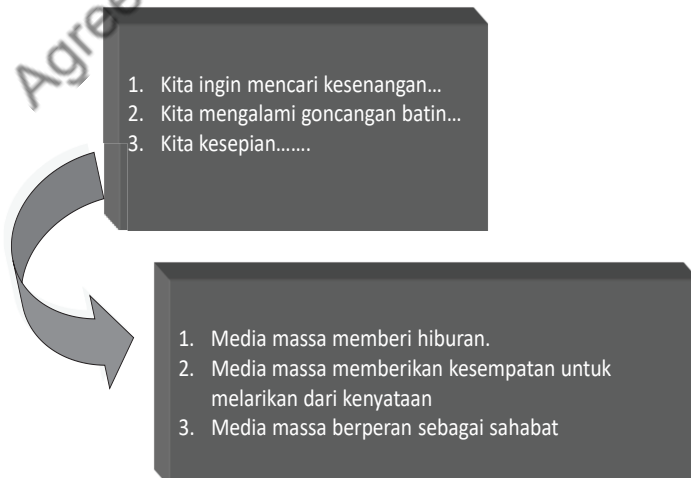 1. Kita ingin mencari kesenangan...
2. Kita mengalami goncangan batin...
3. Kita kesepian.......
1. Media massa memberi hiburan.
2. Media massa memberikan kesempatan untuk
melarikan dari kenyataan
3. Media massa berperan sebagai sahabat